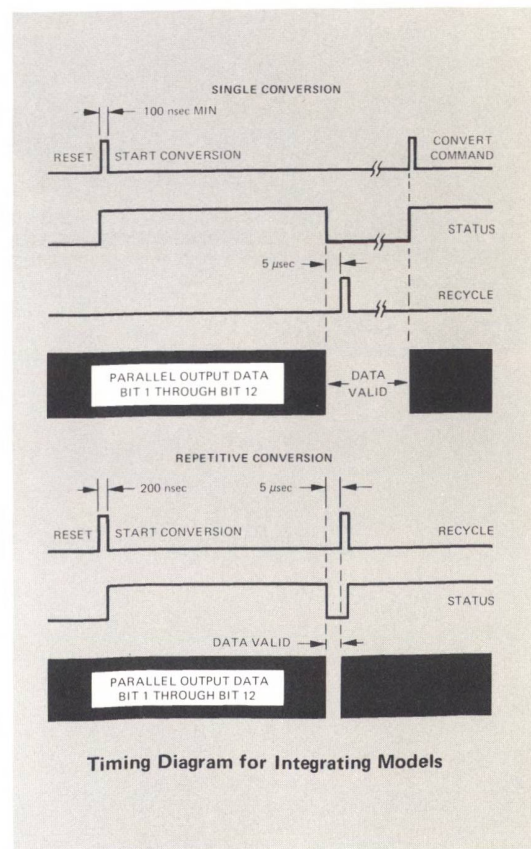 SINGLE CONVERSION
100 nsec MIN
RESET START CONVERSION
CONVERT
COMMAND
STATUS
5 μsec
RECYCLE
PARALLEL OUTPUT DATA
BIT 1 THROUGH BIT 12
DATA
VALID
REPETITIVE CONVERSION
200 nsec 5 μsec
RESET START CONVERSION RECYCLE
STATUS
DATA VALID
PARALLEL OUTPUT DATA
BIT 1 THROUGH BIT 12
Timing Diagram for Integrating Models